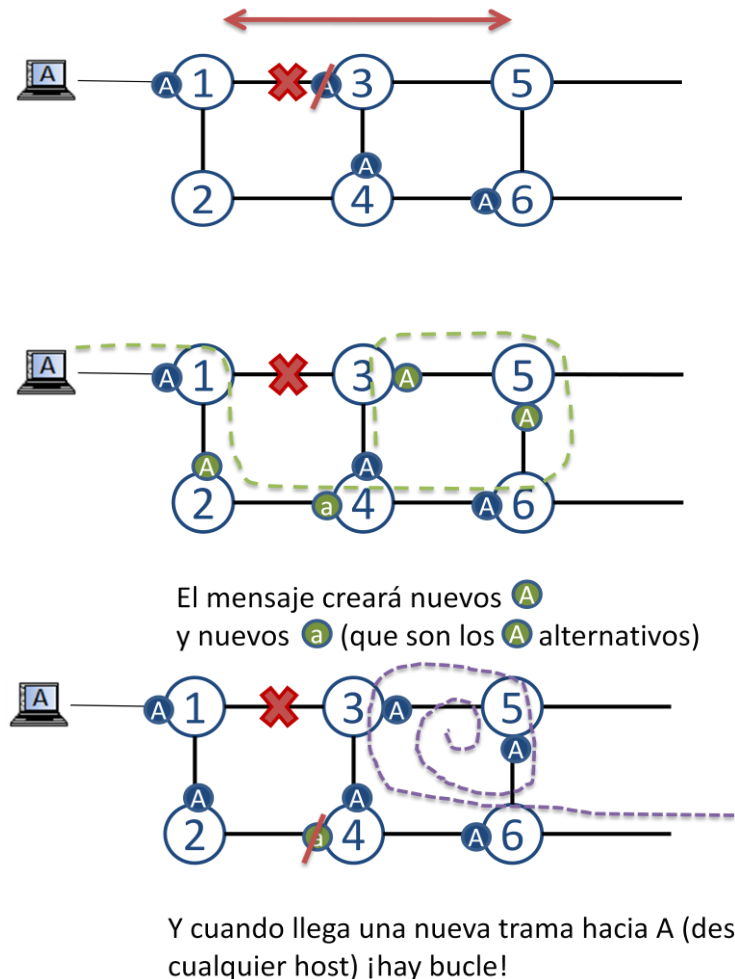 A
A 1 A 3 5
A
2 4 A 6
A
A 1 3 A 5
A
A A
2 a 4 A 6
El mensaje creará nuevos A
y nuevos a (que son los A alternativos)
A
A 1 3 A 5
A
A A
2 a 4 A 6
Y cuando llega una nueva trama hacia A (des
cualquier host) ¡hay bucle!